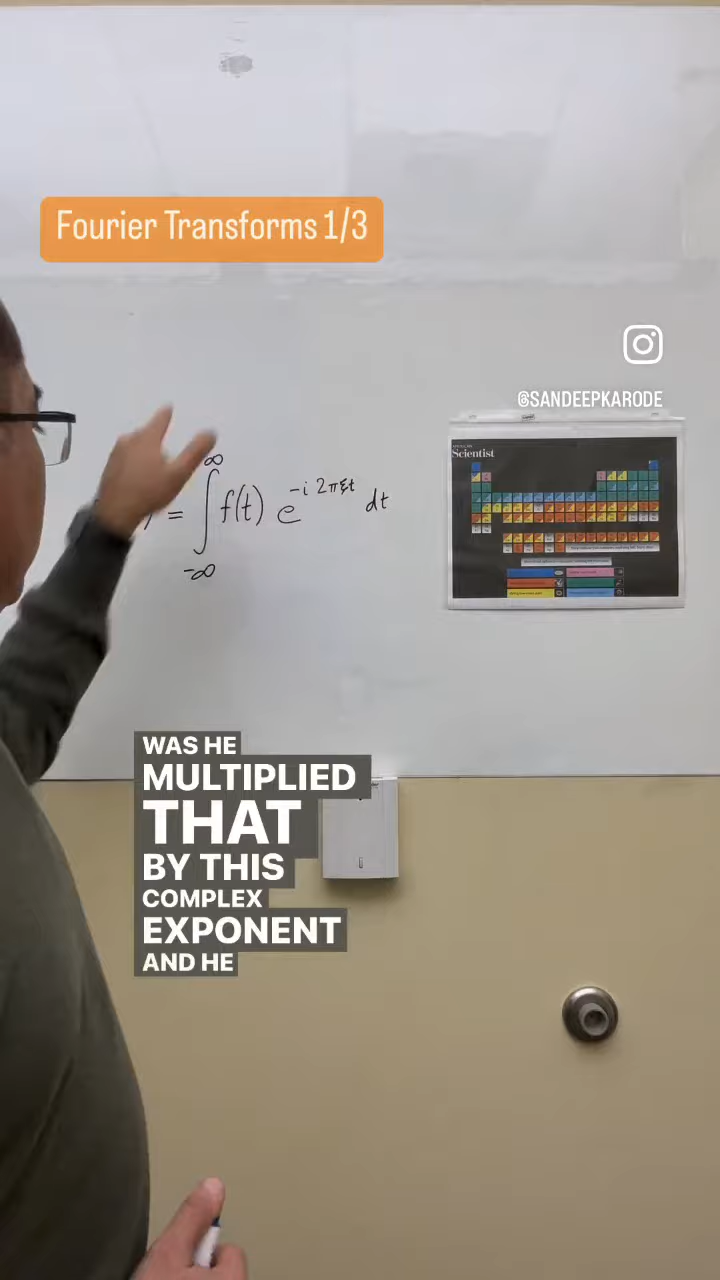 Fourier Transforms 1/3
@SANDEEPKARODE
Scientist
) = ∫_{-∞}^{∞} f(t) e^{-i 2πξt} dt
WAS HE
MULTIPLIED
THAT
BY THIS
COMPLEX
EXPONENT
AND HE